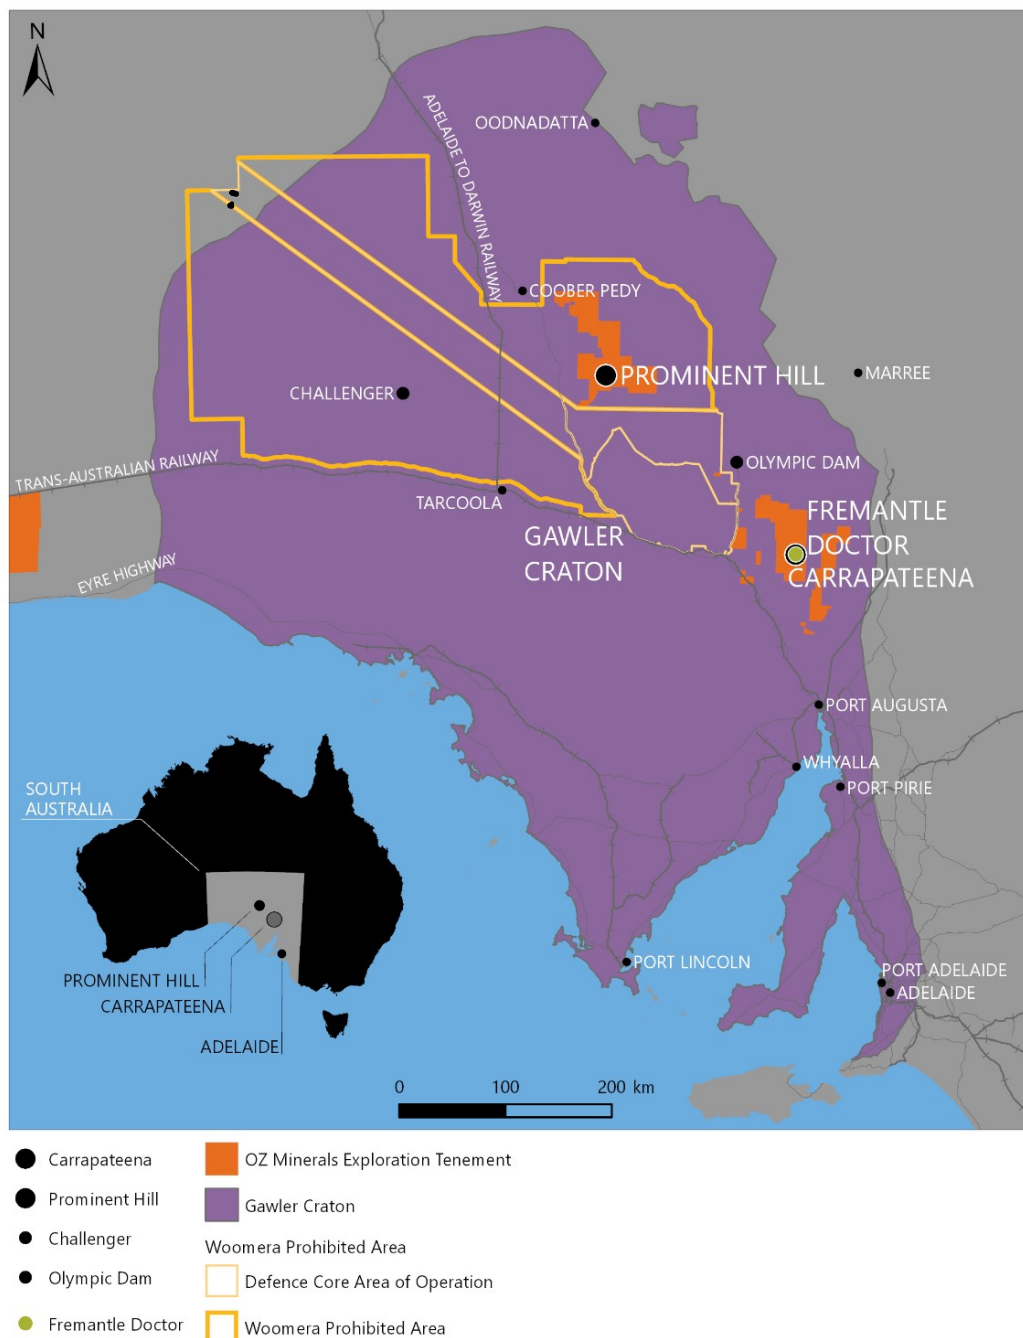 N
ADELAIDE TO DARWIN RAILWAY
OODNADATTA
COOBER PEDY
PROMINENT HILL
MARREE
CHALLENGER
TRANS-AUSTRALIAN RAILWAY
OLYMPIC DAM
TARCOOLA
FREMANTLE
DOCTOR
CARRAPATEENA
GAWLER
CRATON
EYRE HIGHWAY
PORT AUGUSTA
WHYALLA
PORT PIRIE
SOUTH
AUSTRALIA
PORT LINCOLN
PORT ADELAIDE
ADELAIDE
PROMINENT HILL
CARRAPATEENA
ADELAIDE
0 100 200 km
Carrapateena
Prominent Hill
Challenger
Olympic Dam
Fremantle Doctor
OZ Minerals Exploration Tenement
Gawler Craton
Woomera Prohibited Area
Defence Core Area of Operation
Woomera Prohibited Area